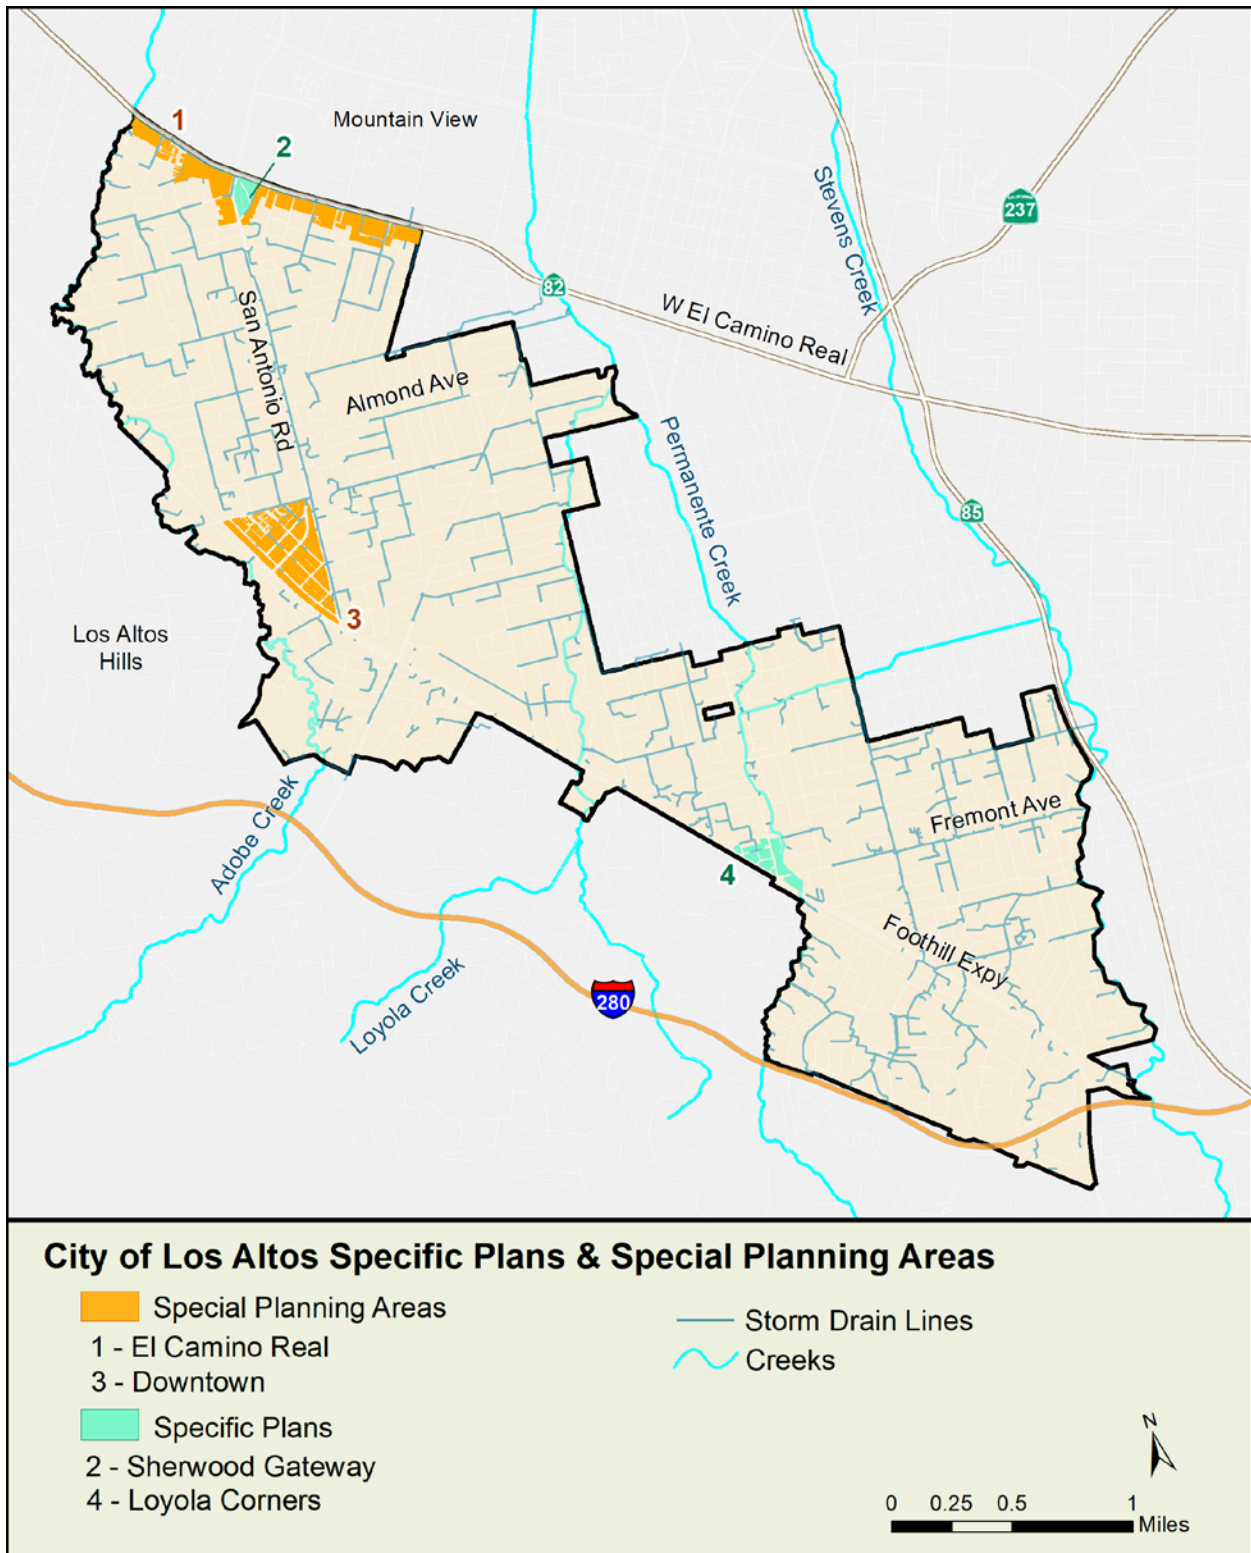 1
Mountain View
2
Stevens Creek
237
82
W El Camino Real
San Antonio Rd
Almond Ave
Permanente Creek
85
3
Los Altos
Hills
Adobe Creek
Fremont Ave
4
Foothill Expy
Loyola Creek
280
City of Los Altos Specific Plans & Special Planning Areas
Special Planning Areas
1 - El Camino Real
3 - Downtown
Specific Plans
2 - Sherwood Gateway
4 - Loyola Corners
Storm Drain Lines
Creeks
N
0 0.25 0.5 1
Miles